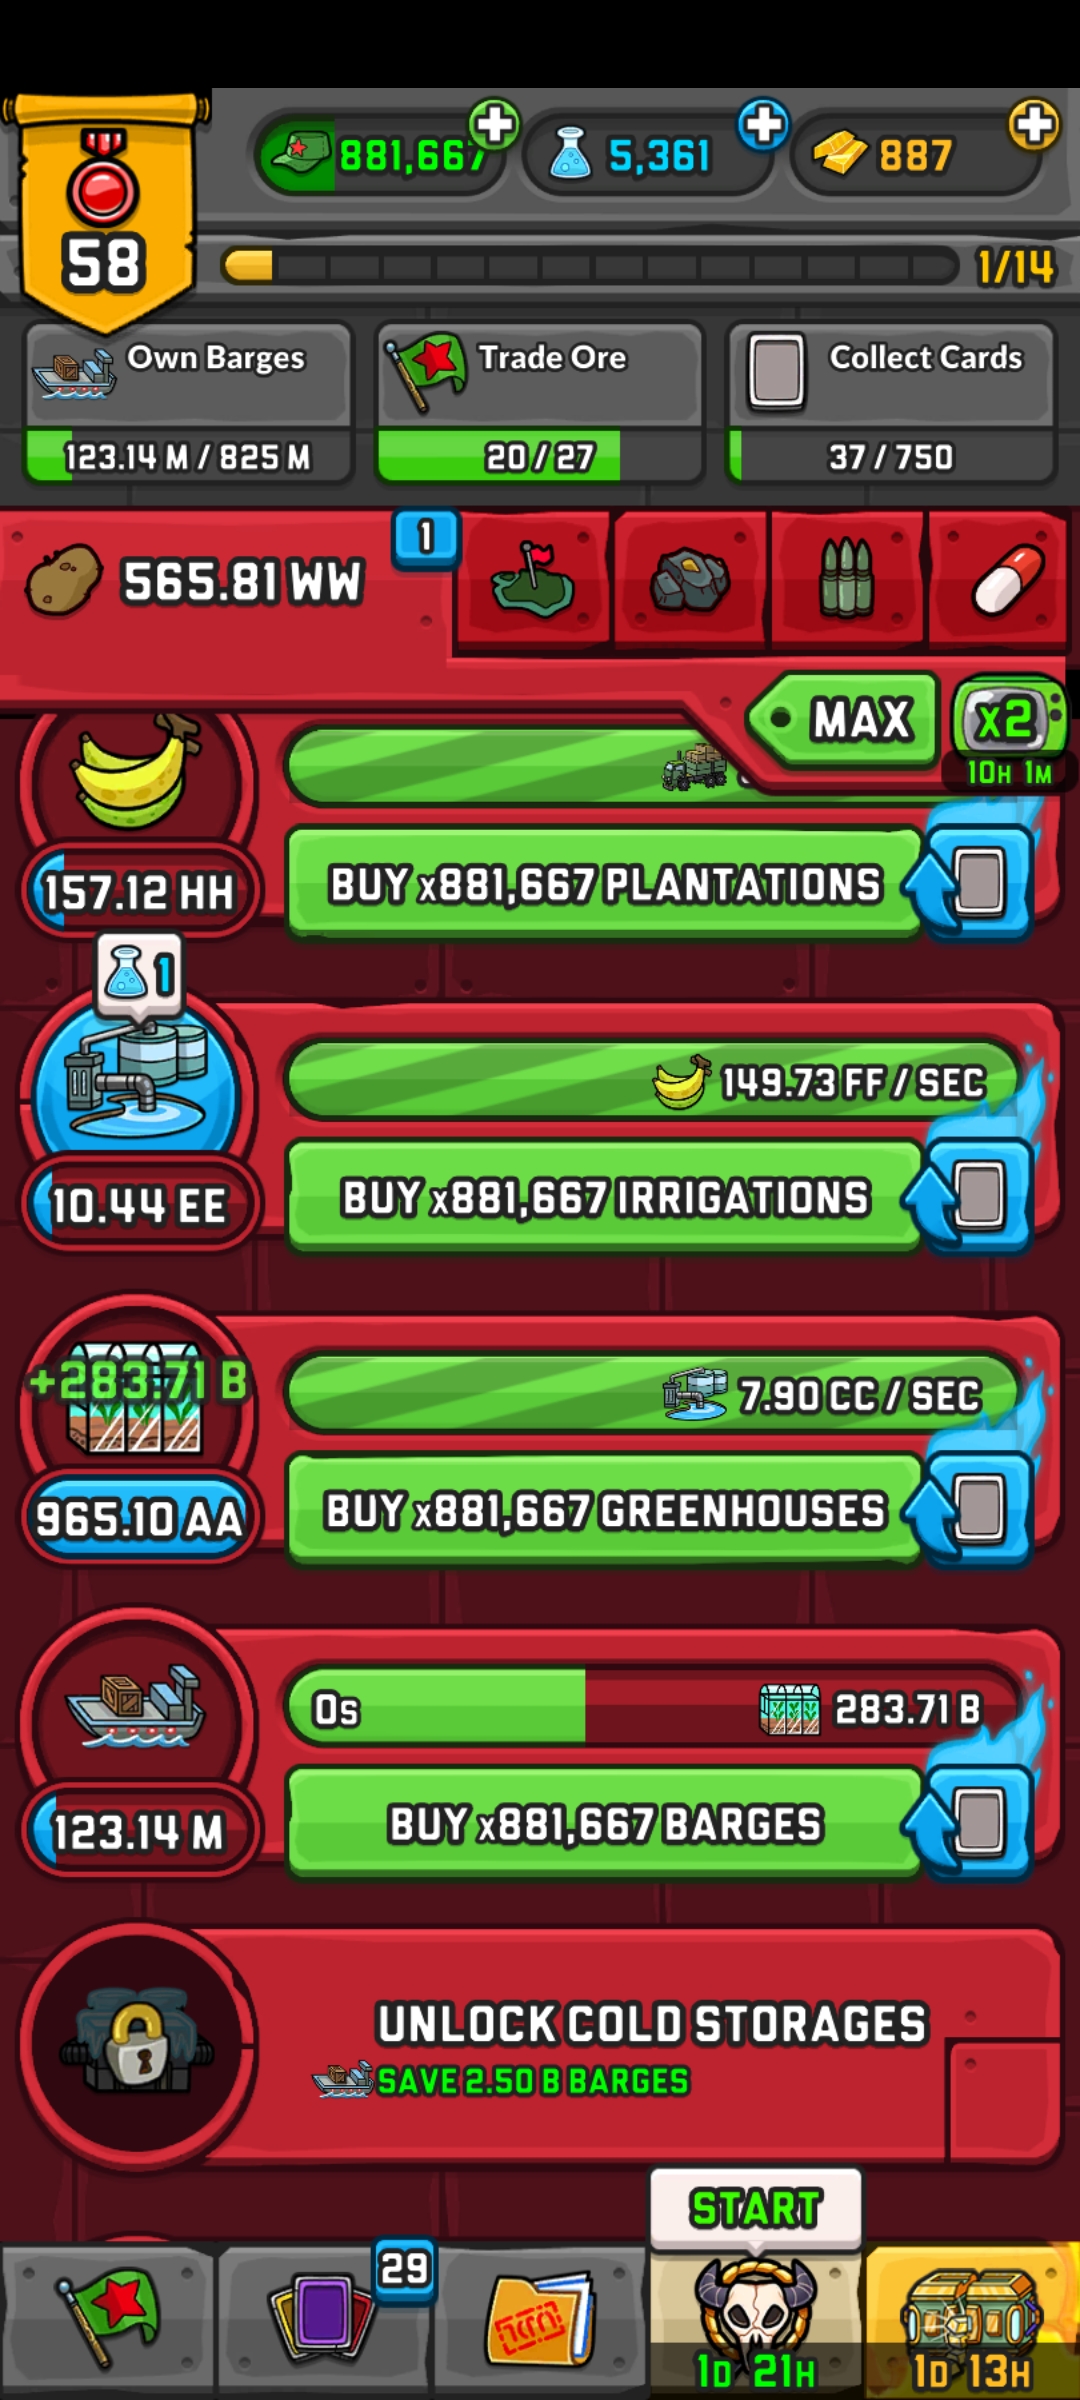 881,667
5,361
887
58
1/14
Own Barges
Trade Ore
Collect Cards
123.14 M / 825 M
20 / 27
37 / 750
1
565.81 WW
MAX
x2
10H 1M
157.12 HH
BUY x881,667 PLANTATIONS
1
149.73 FF / SEC
10.44 EE
BUY x881,667 IRRIGATIONS
+283.71 B
7.90 CC / SEC
965.10 AA
BUY x881,667 GREENHOUSES
0s
283.71 B
123.14 M
BUY x881,667 BARGES
UNLOCK COLD STORAGES
SAVE 2.50 B BARGES
START
29
1D 21H
1D 13H